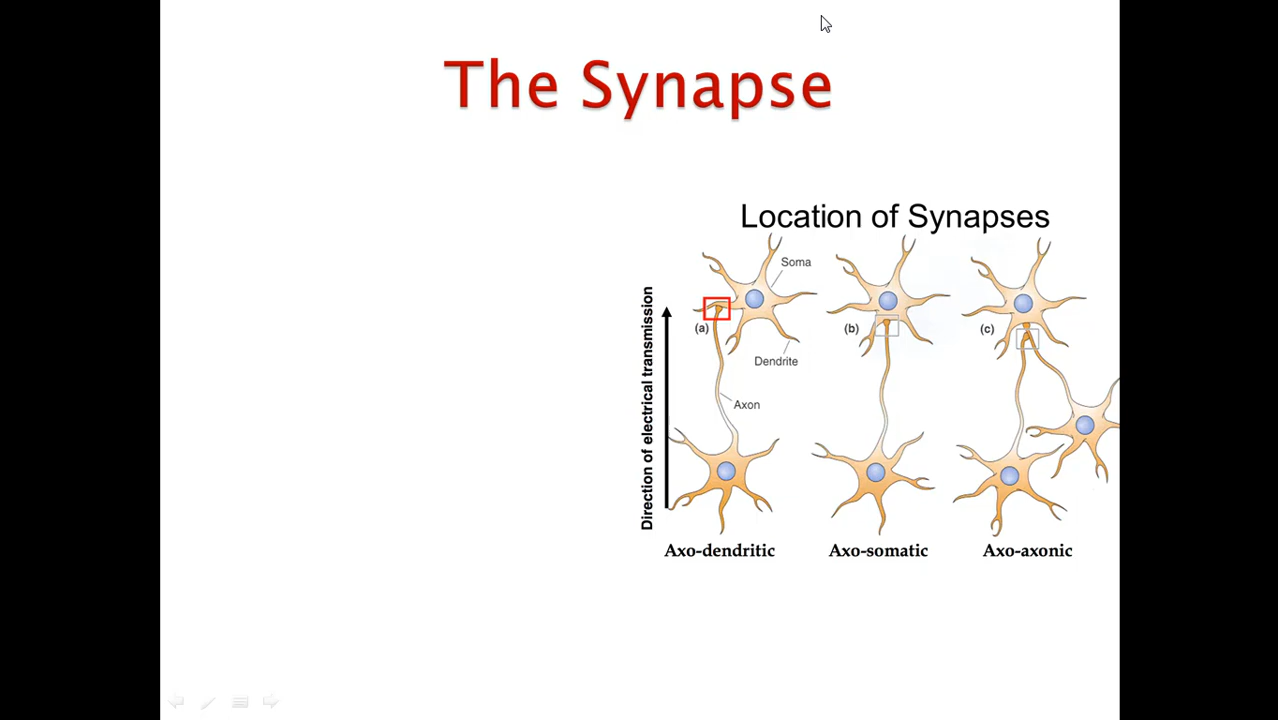 The Synapse
Location of Synapses
Soma
(a)
(b)
(c)
Dendrite
Axon
Direction of electrical transmission
Axo-dendritic
Axo-somatic
Axo-axonic